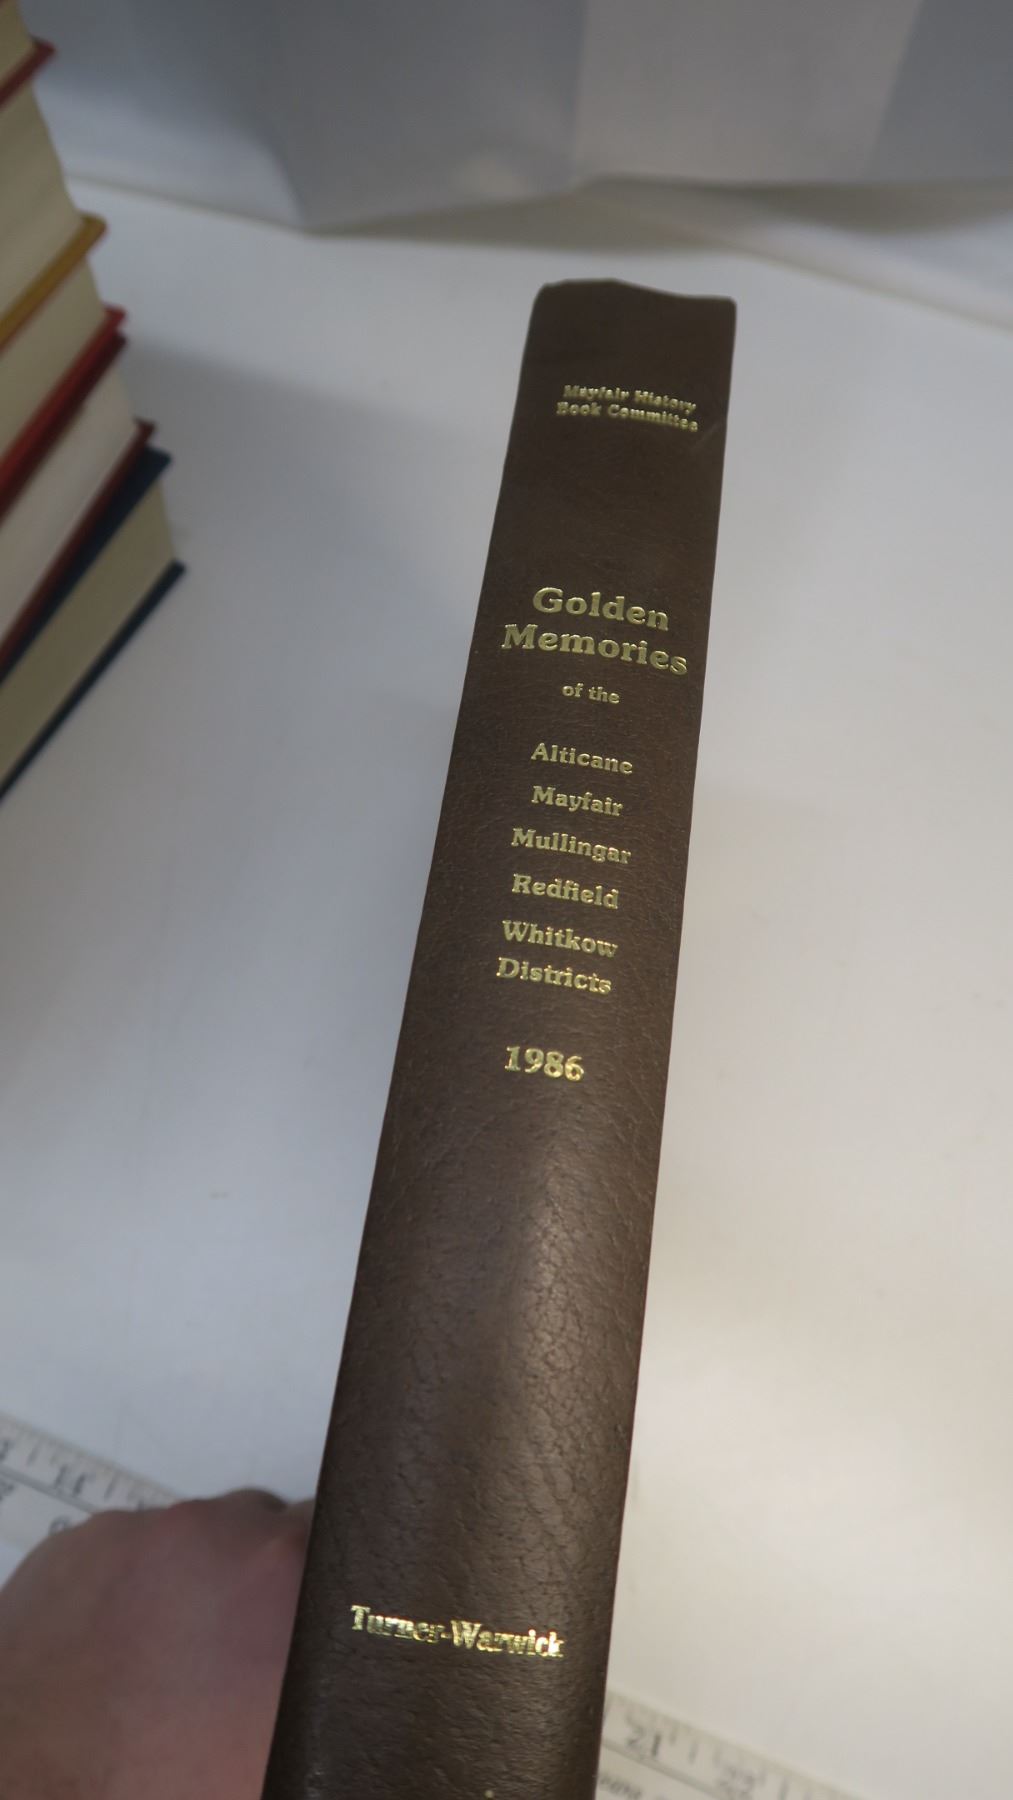 Mayfair History
Book Committee
Golden
Memories
of the
Alticane
Mayfair
Mullingar
Redfield
Whitkow
Districts
1986
Turner-Warwick